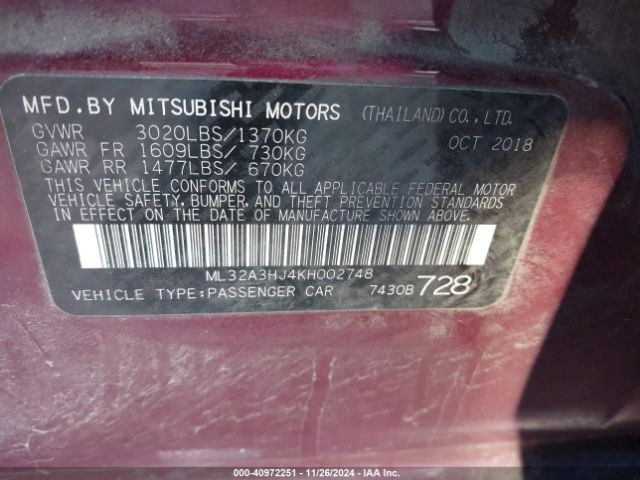 MFD.BY MITSUBISHI MOTORS (THAILAND)CO.,LTD.
GVWR 3020LBS/1370KG OCT 2018
GAWR FR 1609LBS/ 730KG
GAWR RR 1477LBS/ 670KG
THIS VEHICLE CONFORMS TO ALL APPLICABLE FEDERAL MOTOR
VEHICLE SAFETY, BUMPER, AND THEFT PREVENTION STANDARDS
IN EFFECT ON THE DATE OF MANUFACTURE SHOWN ABOVE.
ML32A3HJ4KH002748
VEHICLE TYPE:PASSENGER CAR 7430B 728
000-40972251 | 11/26/2024 - IAA Inc.